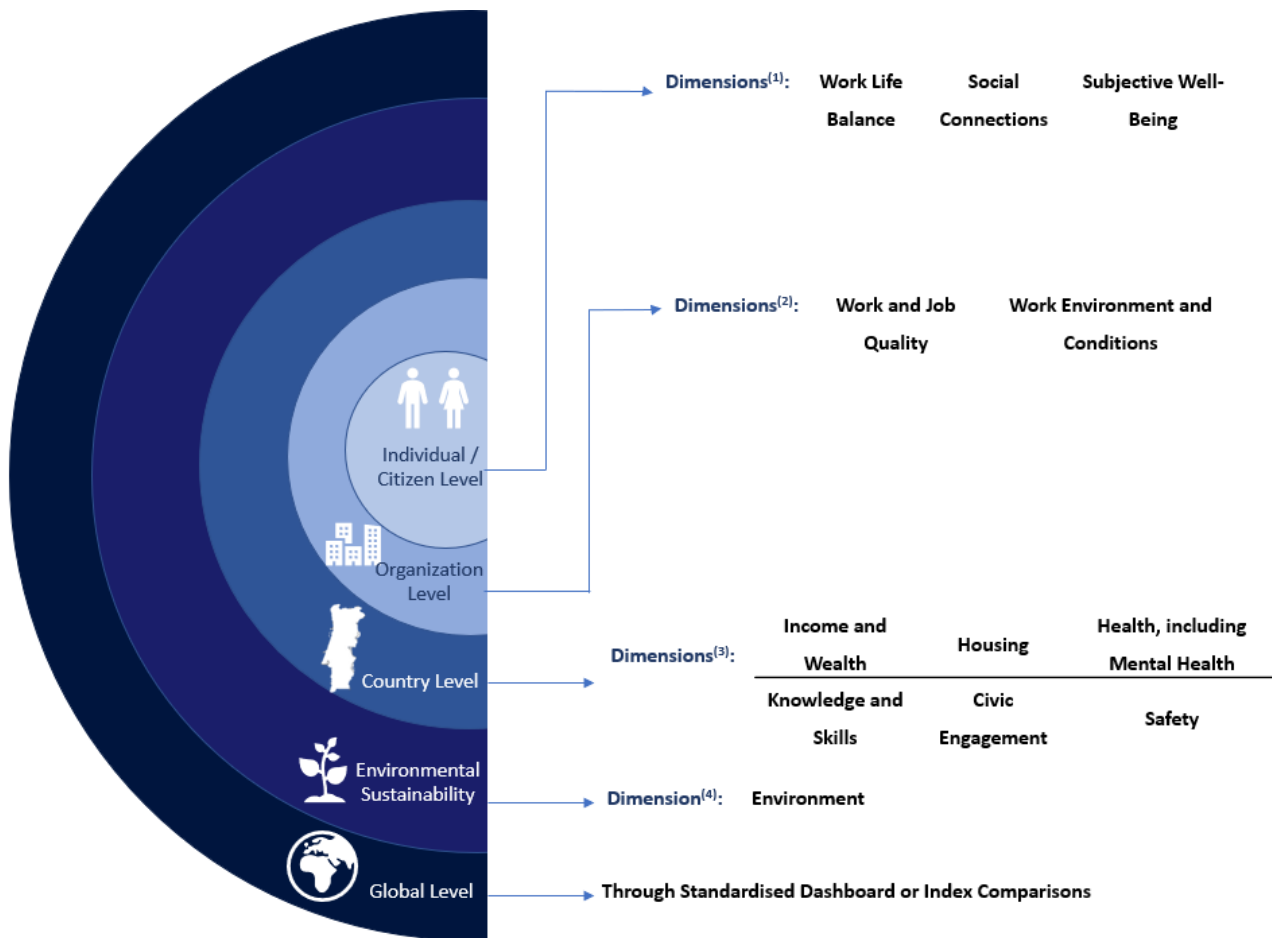 Dimensions(1):
Work Life
Balance
Social
Connections
Subjective Well-
Being
Dimensions(2):
Work and Job
Quality
Work Environment and
Conditions
Individual /
Citizen Level
Organization
Level
Dimensions(3):
Income and
Wealth
Housing
Health, including
Mental Health
Knowledge and
Skills
Civic
Engagement
Safety
Country Level
Environmental
Sustainability
Dimension(4):
Environment
Global Level
Through Standardised Dashboard or Index Comparisons